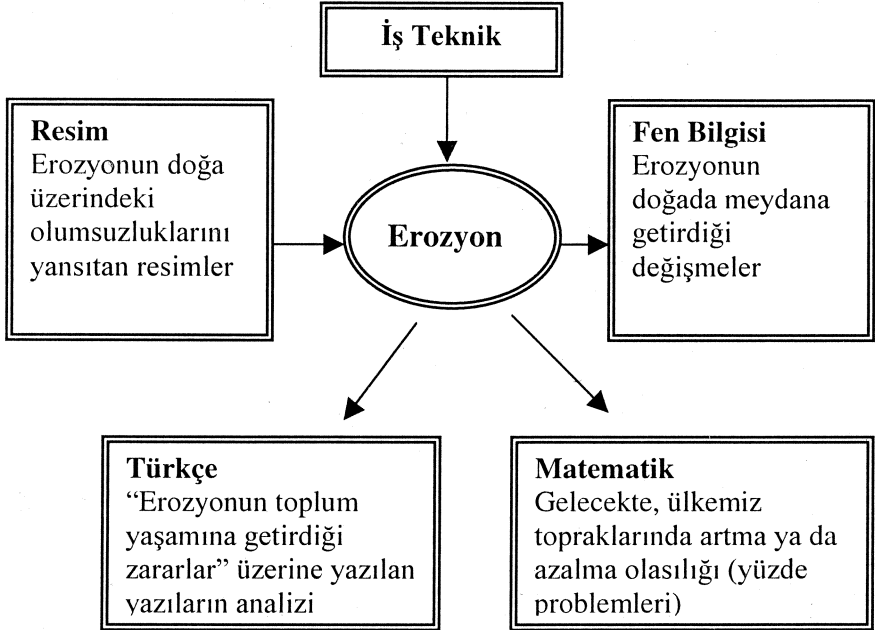 İş Teknik
Resim
Erozyonun doğa
üzerindeki
olumsuzluklarını
yansıtan resimler
Erozyon
Fen Bilgisi
Erozyonun
doğada meydana
getirdiği
değişmeler
Türkçe
“Erozyonun toplum
yaşamına getirdiği
zararlar” üzerine yazılan
yazıların analizi
Matematik
Gelecekte, ülkemiz
topraklarında artma ya da
azalma olasılığı (yüzde
problemleri)